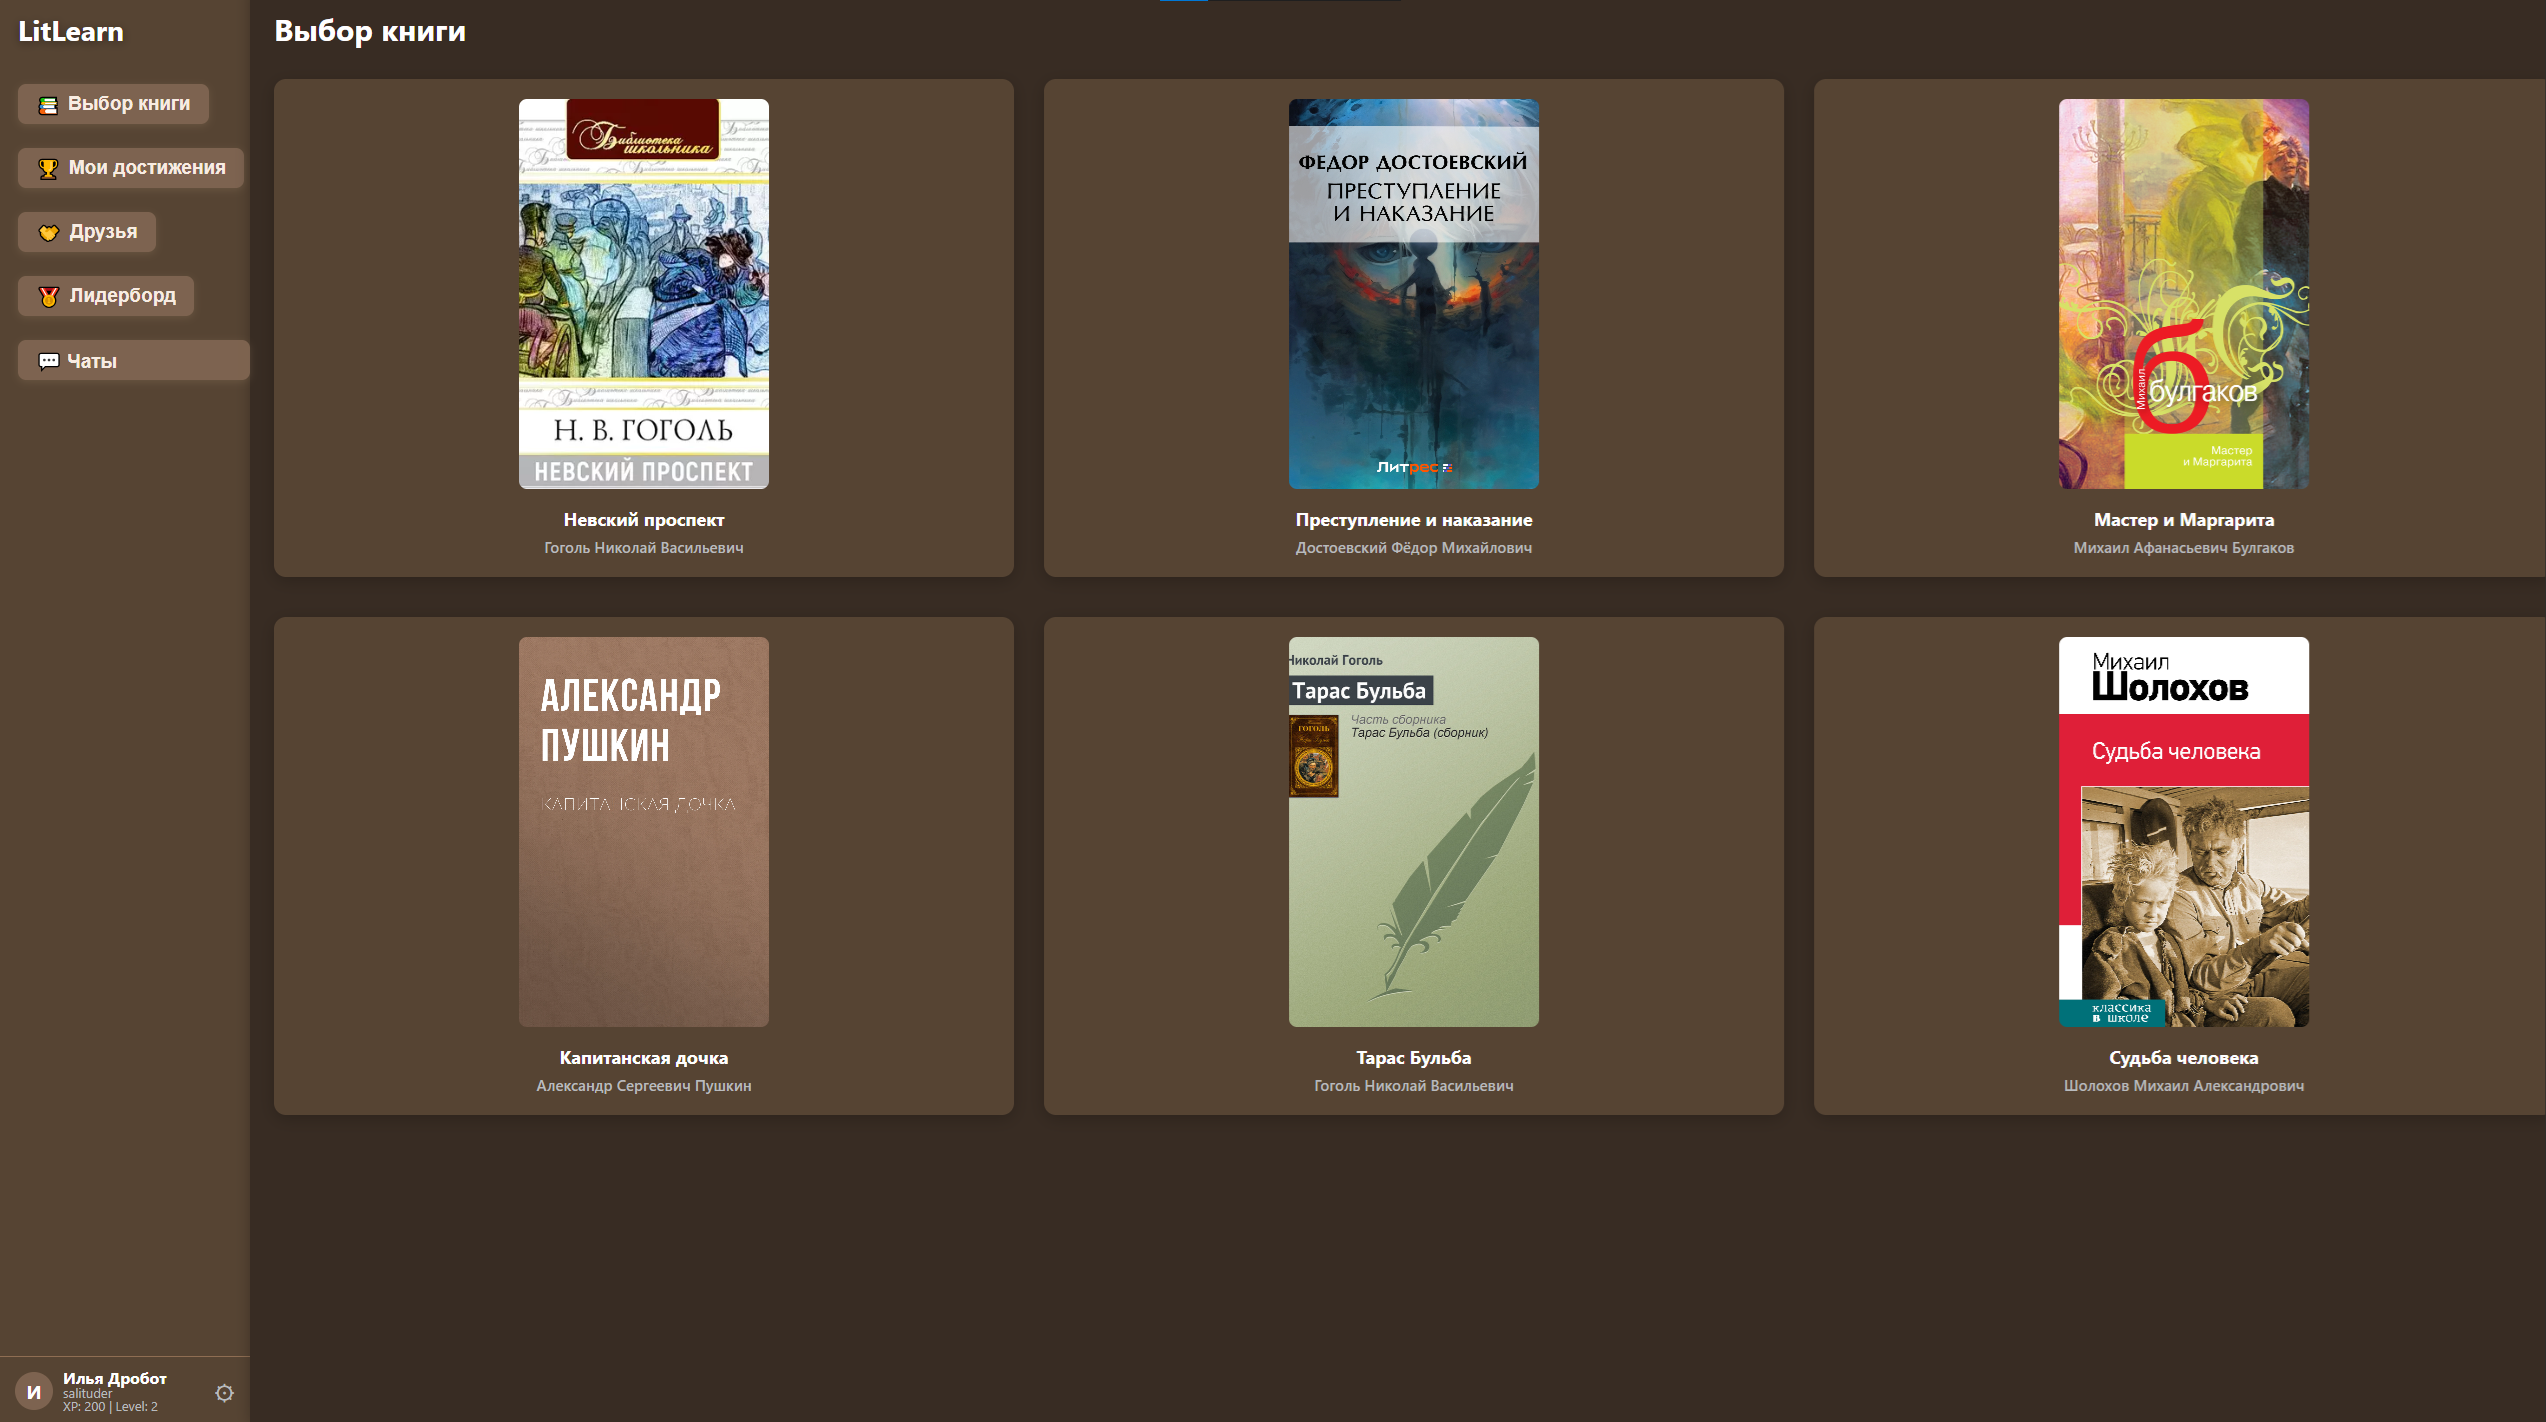 LitLearn
Выбор книги
Мои достижения
Друзья
Лидерборд
Чаты
Выбор книги
Библиотека
школьника
Н. В. ГОГОЛЬ
НЕВСКИЙ ПРОСПЕКТ
Невский проспект
Гоголь Николай Васильевич
ФЕДОР ДОСТОЕВСКИЙ
ПРЕСТУПЛЕНИЕ
И НАКАЗАНИЕ
Литрес
Преступление и наказание
Достоевский Фёдор Михайлович
б
Михаил
булгаков
Мастер
и Маргарита
Мастер и Маргарита
Михаил Афанасьевич Булгаков
АЛЕКСАНДР
ПУШКИН
КАПИТАНСКАЯ ДОЧКА
Капитанская дочка
Александр Сергеевич Пушкин
Николай Гоголь
Тарас Бульба
Часть сборника
Тарас Бульба (сборник)
ГОГОЛЬ
Тарас Бульба
Гоголь Николай Васильевич
Михаил
Шолохов
Судьба человека
классика
в школе
Судьба человека
Шолохов Михаил Александрович
И
Илья Дробот
salituder
XP: 200 | Level: 2